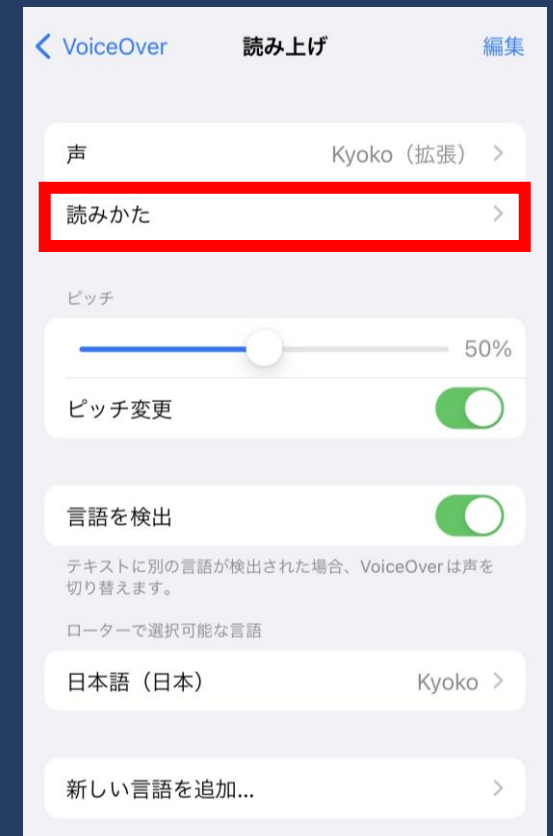 VoiceOver 読み上げ 編集
声 Kyoko（拡張）
読みかた
ピッチ
50%
ピッチ変更
言語を検出
テキストに別の言語が検出された場合、VoiceOverは声を
切り替えます。
ローターで選択可能な言語
日本語（日本） Kyoko
新しい言語を追加...